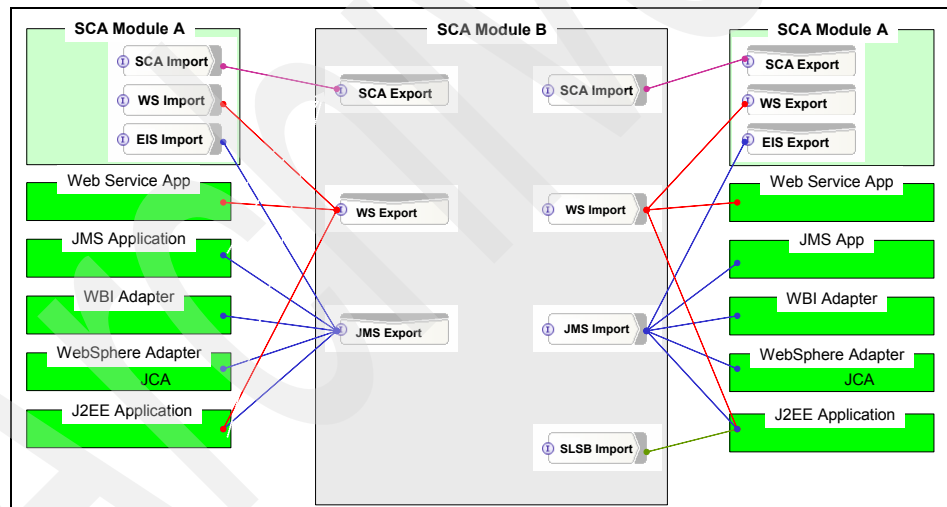 SCA Module A
SCA Import
WS Import
EIS Import
Web Service App
JMS Application
WBI Adapter
WebSphere Adapter
JCA
J2EE Application
SCA Module B
SCA Export
WS Export
JMS Export
SCA Import
WS Import
JMS Import
SLSB Import
SCA Module A
SCA Export
WS Export
EIS Export
Web Service App
JMS App
WBI Adapter
WebSphere Adapter
JCA
J2EE Application